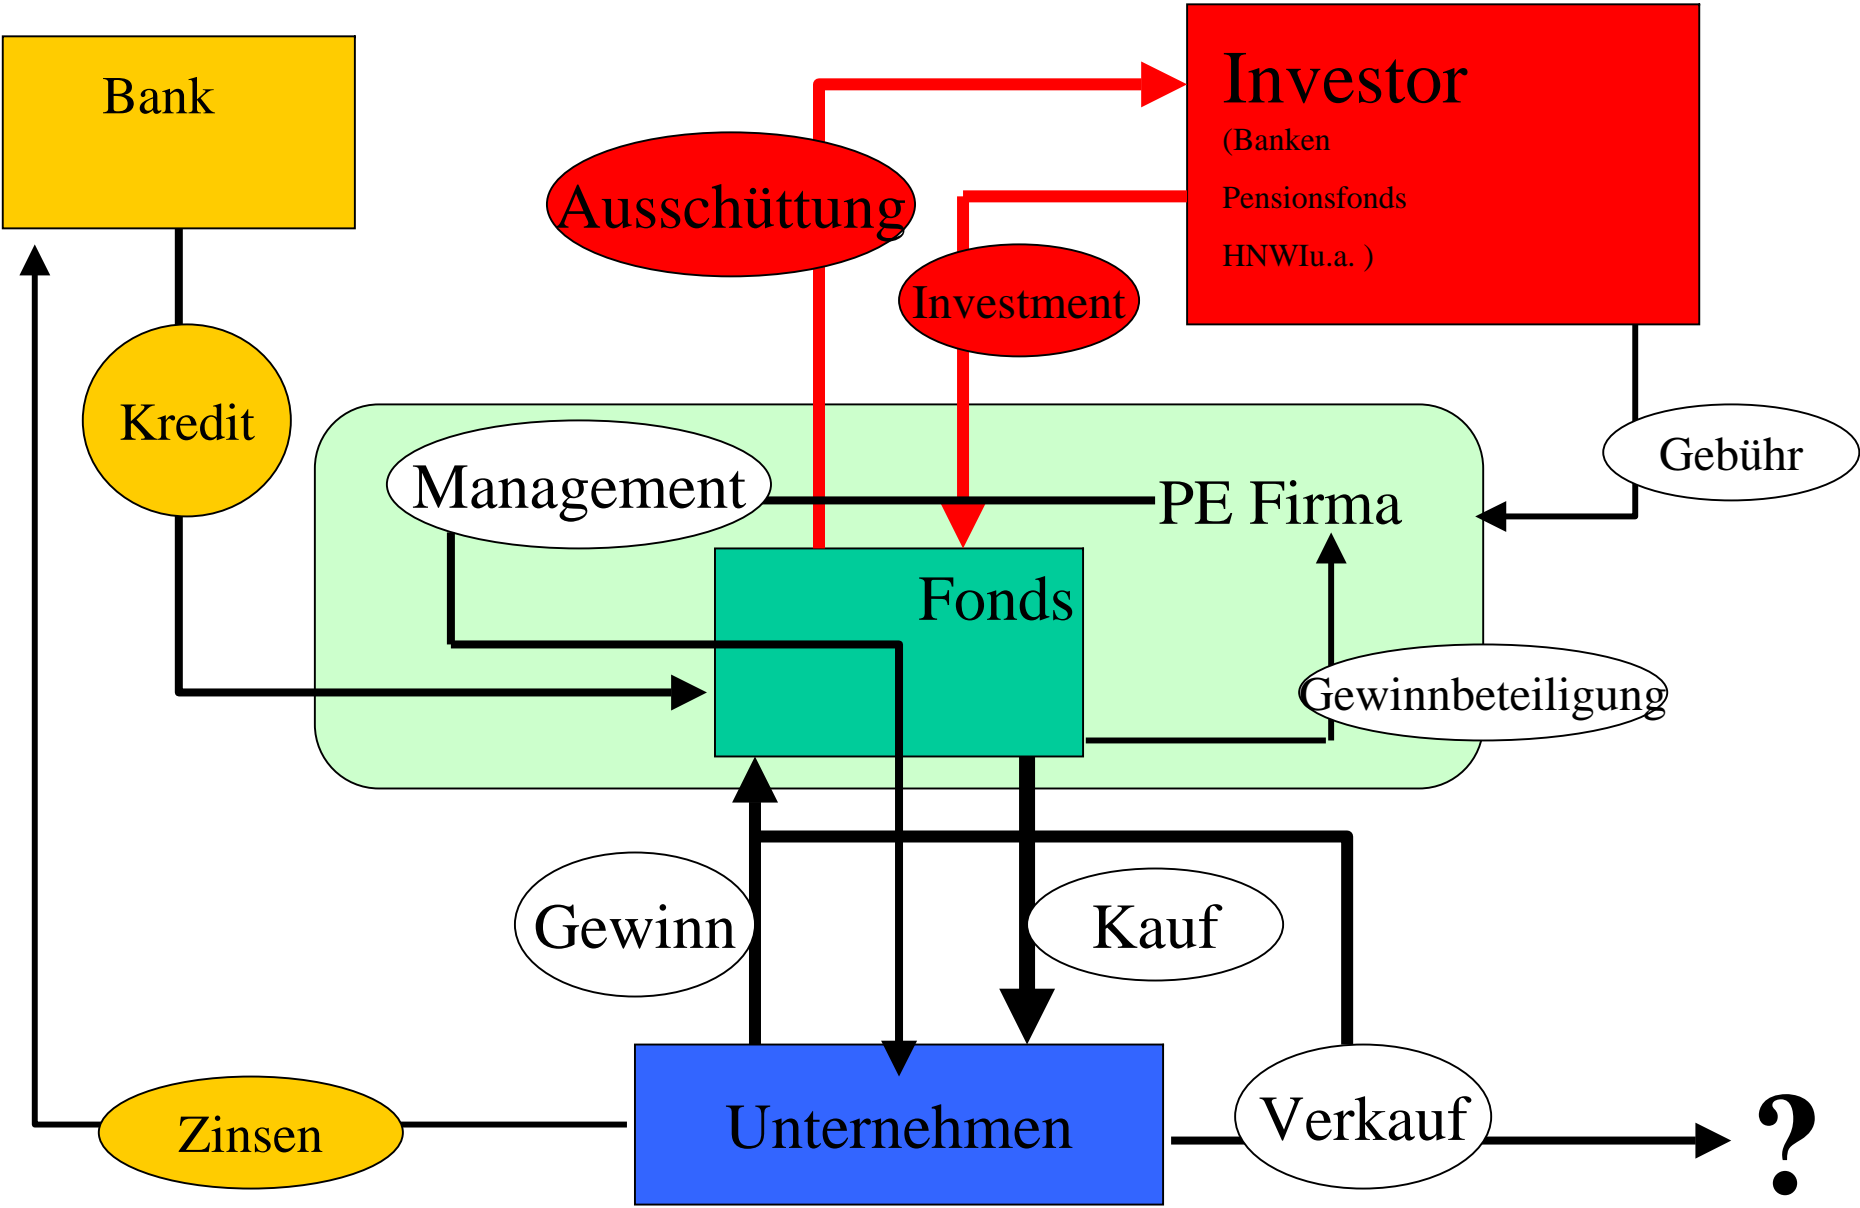 Bank
Investor
(Banken
Pensionsfonds
HNWIu.a. )
Ausschüttung
Investment
Kredit
Gebühr
Management
PE Firma
Fonds
Gewinnbeteiligung
Gewinn
Kauf
Zinsen
Unternehmen
Verkauf
?